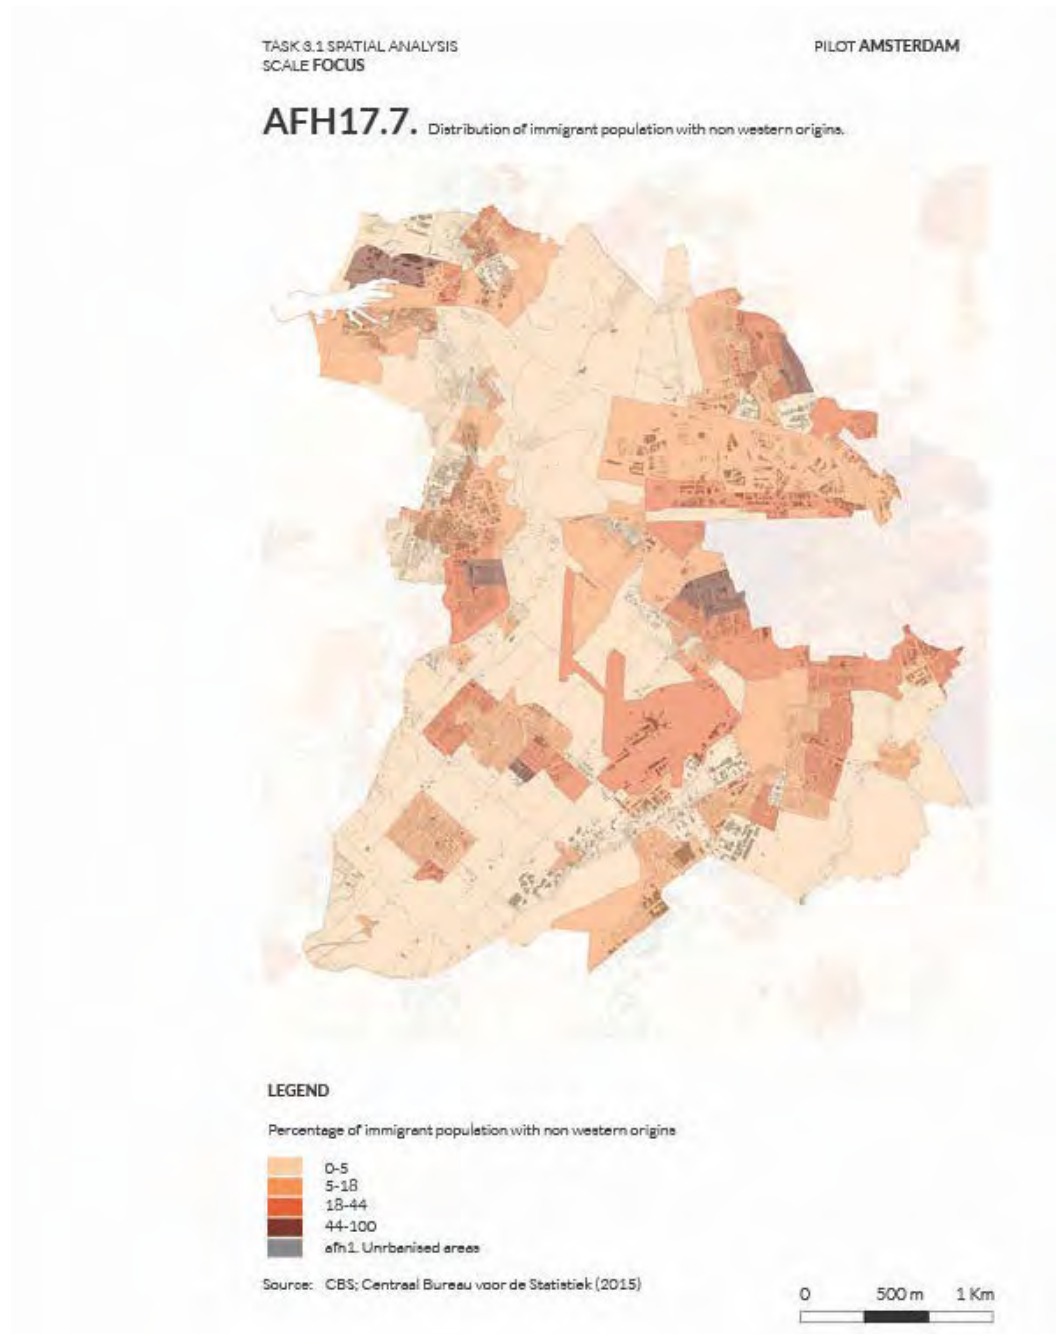 TASK 3.1 SPATIAL ANALYSIS
SCALE FOCUS
PILOT AMSTERDAM
AFH17.7. Distribution of immigrant population with non western origins.
LEGEND
Percentage of immigrant population with non western origins
0-5
5-18
18-44
44-100
afh1. Unrbanised areas
Source: CBS; Centraal Bureau voor de Statistiek (2015)
0 500 m 1 Km